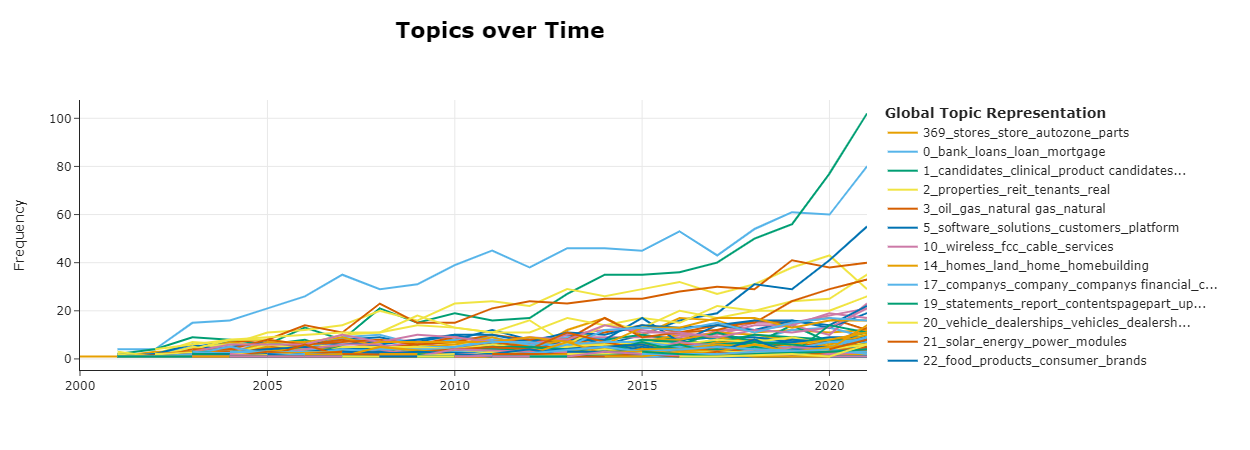 Topics over Time
Global Topic Representation
369_stores_store_autozone_parts
0_bank_loans_loan_mortgage
1_candidates_clinical_product candidates...
2_properties_reit_tenants_real
3_oil_gas_natural gas_natural
5_software_solutions_customers_platform
10_wireless_fcc_cable_services
14_homes_land_home_homebuilding
17_companys_company_companys financial_c...
19_statements_report_contentspagepart_up...
20_vehicle_dealerships_vehicles_dealersh...
21_solar_energy_power_modules
22_food_products_consumer_brands
Frequency
100
80
60
40
20
0
2000
2005
2010
2015
2020